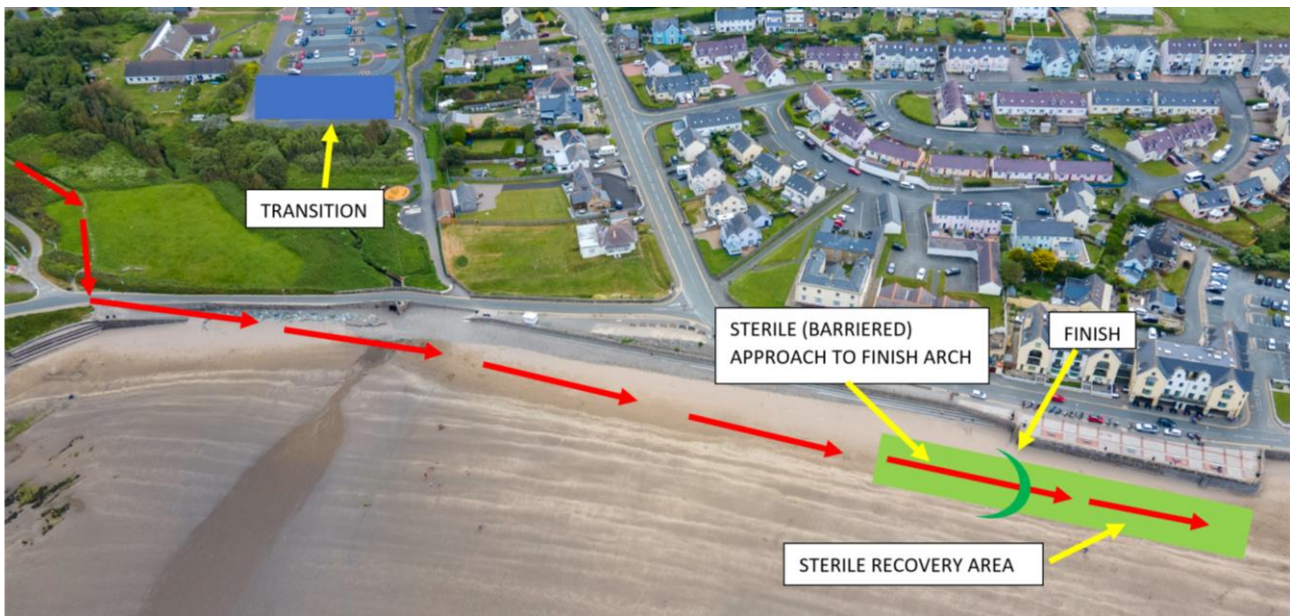 TRANSITION
STERILE (BARRIERED)
APPROACH TO FINISH ARCH
FINISH
STERILE RECOVERY AREA